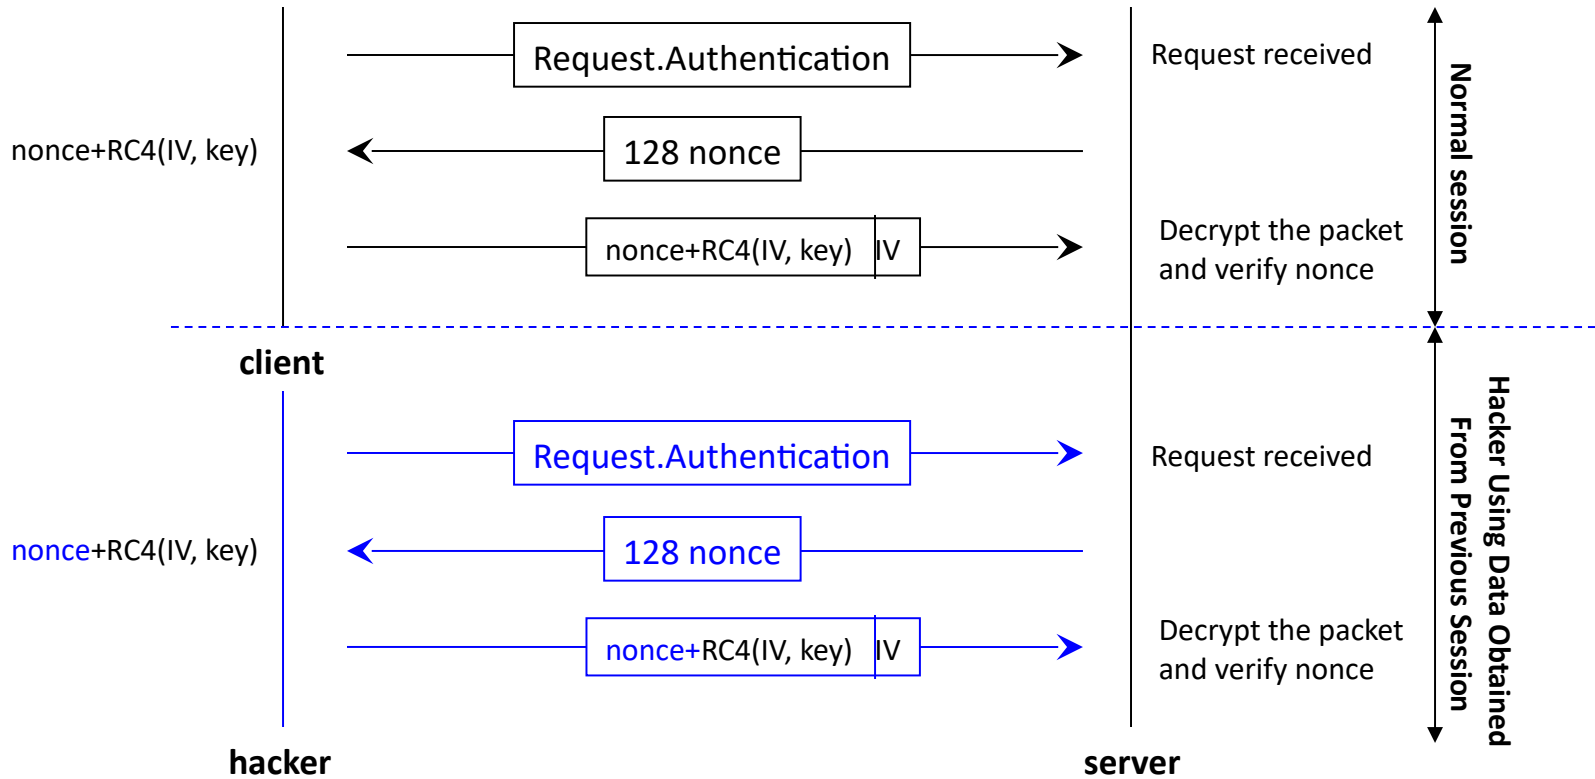 Request.Authentication
Request received
nonce+RC4(IV, key)
128 nonce
nonce+RC4(IV, key) IV
Decrypt the packet
and verify nonce
Normal session
client
Request.Authentication
Request received
nonce+RC4(IV, key)
128 nonce
nonce+RC4(IV, key) IV
Decrypt the packet
and verify nonce
Hacker Using Data Obtained
From Previous Session
hacker
server